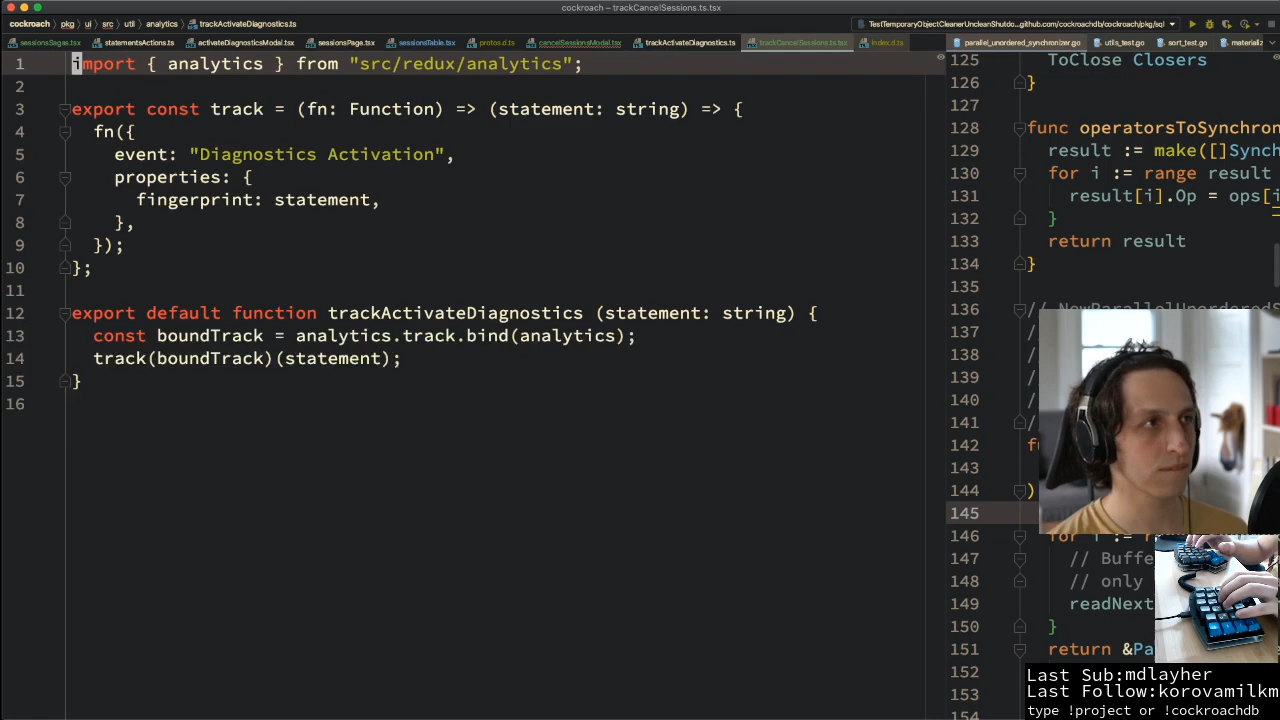 cockroach – trackCancelSessions.ts.tsx
cockroach › pkg › ui › src › util › analytics › trackActivateDiagnostics.ts
TestTemporaryObjectCleanerUncleanShutdo...github.com/cockroachdb/cockroach/pkg/sql
sessionsSagas.ts statementsActions.ts activateDiagnosticsModal.tsx sessionsPage.tsx sessionsTable.tsx protos.d.ts cancelSessionsModal.tsx trackActivateDiagnostics.ts trackCancelSessions.ts.tsx index.d.ts
parallel_unordered_synchronizer.go utils_test.go sort_test.go
1 import { analytics } from "src/redux/analytics";
2
3 export const track = (fn: Function) => (statement: string) => {
4 fn({
5 event: "Diagnostics Activation",
6 properties: {
7 fingerprint: statement,
8 },
9 });
10 };
11
12 export default function trackActivateDiagnostics (statement: string) {
13 const boundTrack = analytics.track.bind(analytics);
14 track(boundTrack)(statement);
15 }
16
125 ToClose Closers
126 }
127
128 func operatorsToSynchron
129 result := make([]Synch
130 for i := range result
131 result[i].Op = ops[i
132 }
133 return result
134 }
135
136 // NewParallelUnorderedS
137 /
138 /
139 /
140 /
141 /
142 fu
143
144 )
145
146 for i := r
147 // Buffe
148 // only
149 readNext
150 }
151 return &Pa
152
153
154
Last Sub:mdlayher
Last Follow:korovamilkm
type !project or !cockroachdb